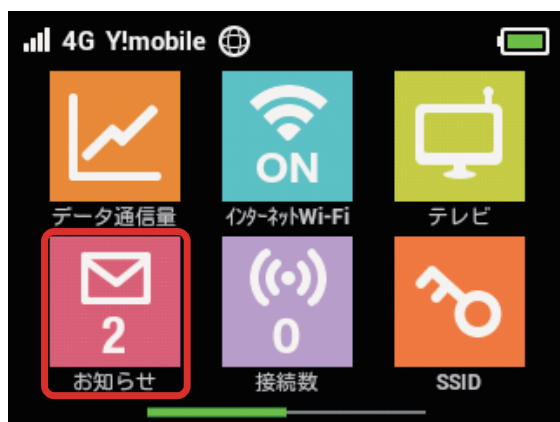 4G Y!mobile
ON
データ通信量
インターネットWi-Fi
テレビ
2
0
お知らせ
接続数
SSID